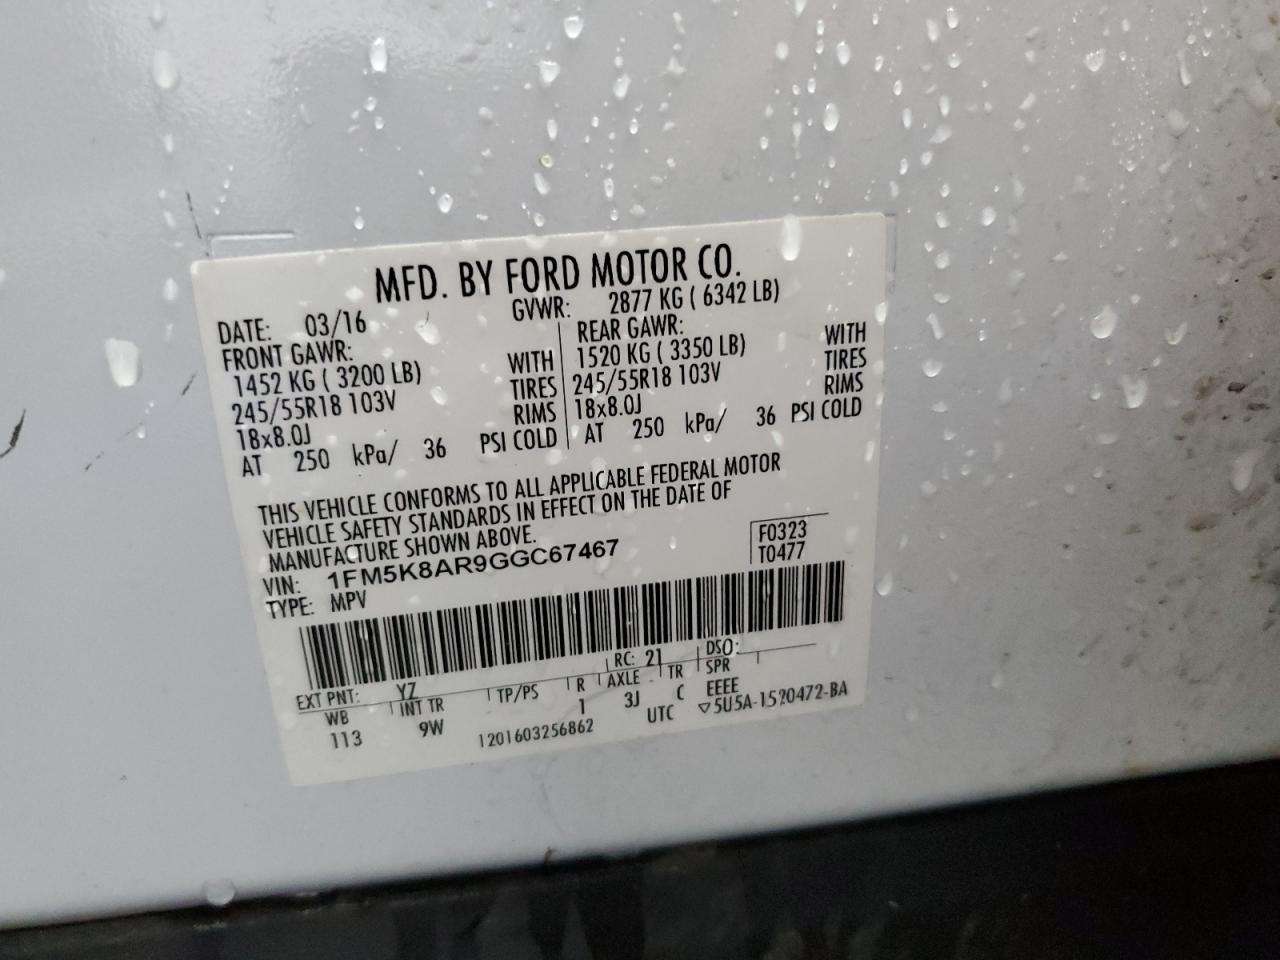 MFD. BY FORD MOTOR CO.
DATE: 03/16
GVWR: 2877 KG ( 6342 LB)
FRONT GAWR:
1452 KG ( 3200 LB) WITH
245/55R18 103V TIRES
18x8.0J RIMS
AT 250 kPa/ 36 PSI COLD
REAR GAWR:
1520 KG ( 3350 LB) WITH
245/55R18 103V TIRES
18x8.0J RIMS
AT 250 kPa/ 36 PSI COLD
THIS VEHICLE CONFORMS TO ALL APPLICABLE FEDERAL MOTOR
VEHICLE SAFETY STANDARDS IN EFFECT ON THE DATE OF
MANUFACTURE SHOWN ABOVE.
VIN: 1FM5K8AR9GGC67467
TYPE: MPV
F0323
T0477
EXT PNT: YZ RC: 21 DSO:
WB INT TR TP/PS R AXLE TR SPR
113 9W 1 3J C EEEE
1201603256862 UTC ▽5U5A-1520472-BA